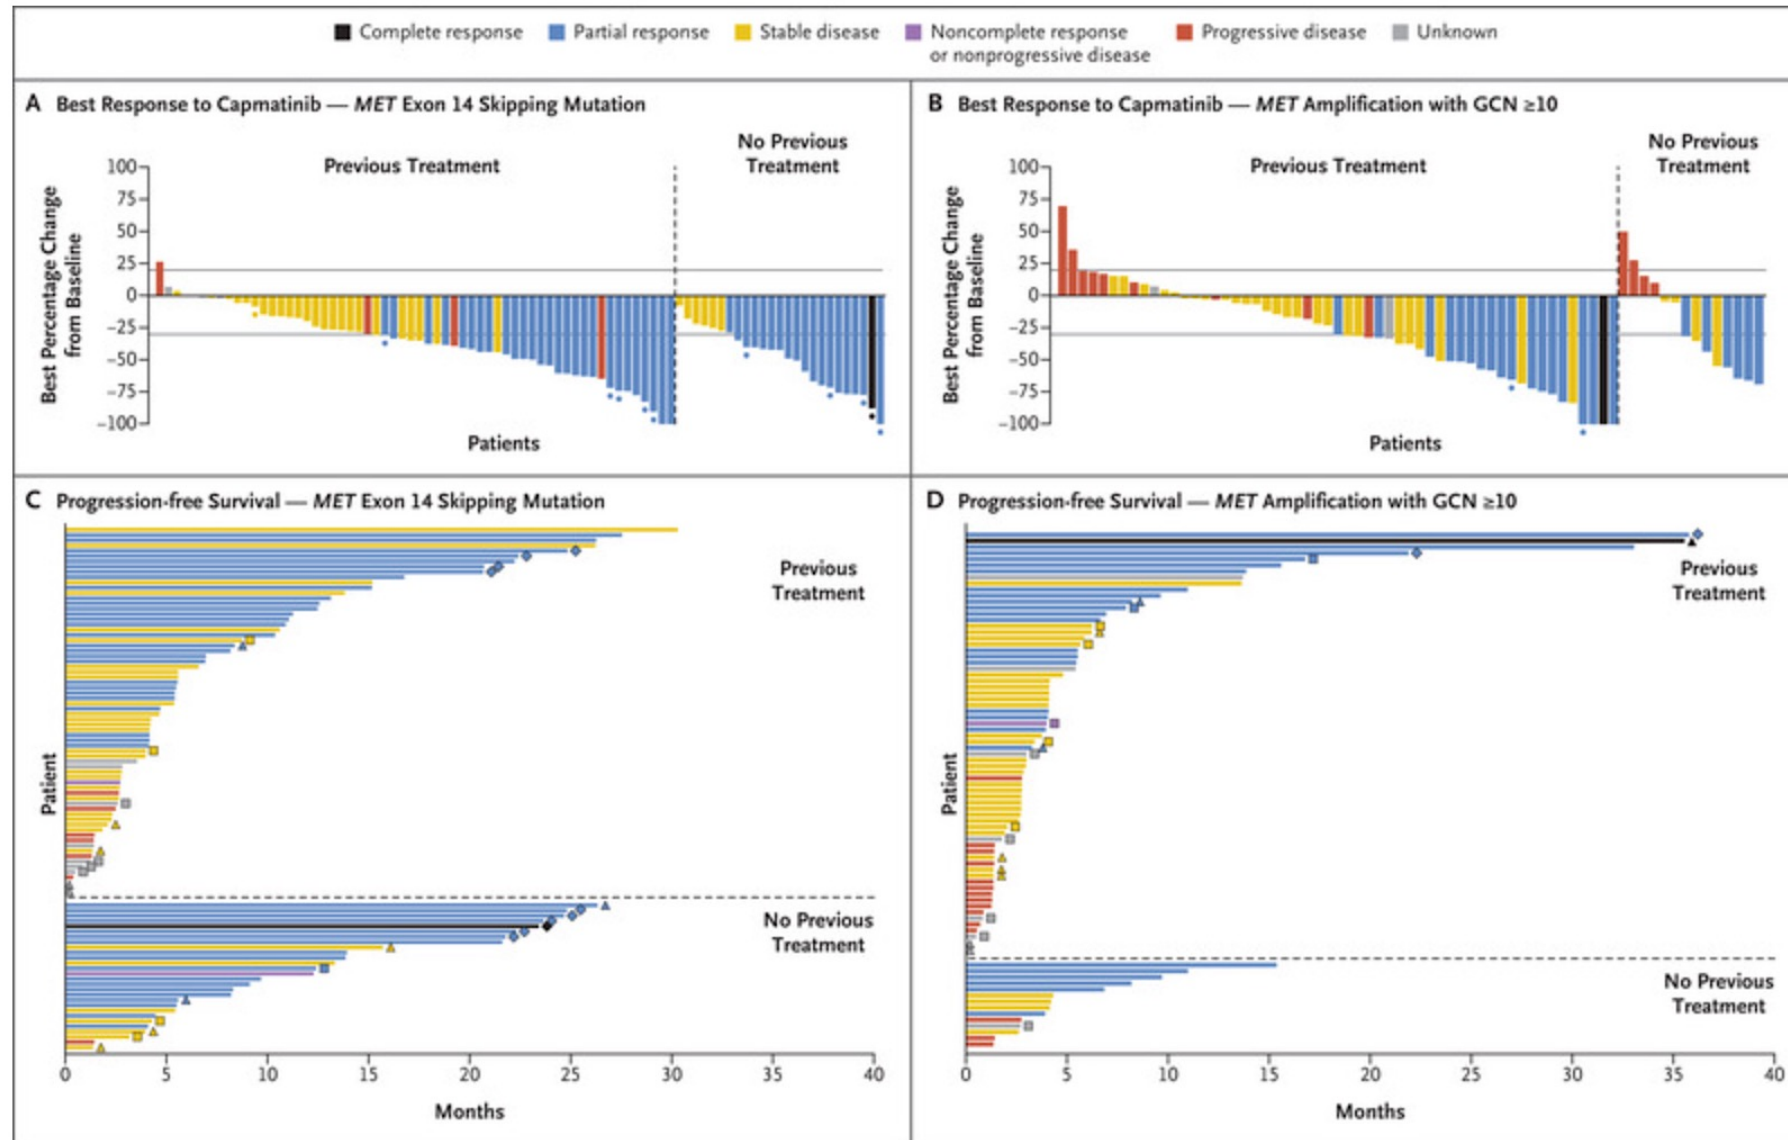 Complete response
Partial response
Stable disease
Noncomplete response
or nonprogressive disease
Progressive disease
Unknown
A Best Response to Capmatinib — MET Exon 14 Skipping Mutation
Previous Treatment
No Previous
Treatment
Best Percentage Change
from Baseline
100
75
50
25
0
−25
−50
−75
−100
Patients
B Best Response to Capmatinib — MET Amplification with GCN ≥10
Previous Treatment
No Previous
Treatment
Best Percentage Change
from Baseline
100
75
50
25
0
−25
−50
−75
−100
Patients
C Progression-free Survival — MET Exon 14 Skipping Mutation
Previous
Treatment
Patient
No Previous
Treatment
0 5 10 15 20 25 30 35 40
Months
D Progression-free Survival — MET Amplification with GCN ≥10
Previous
Treatment
Patient
No Previous
Treatment
0 5 10 15 20 25 30 35 40
Months